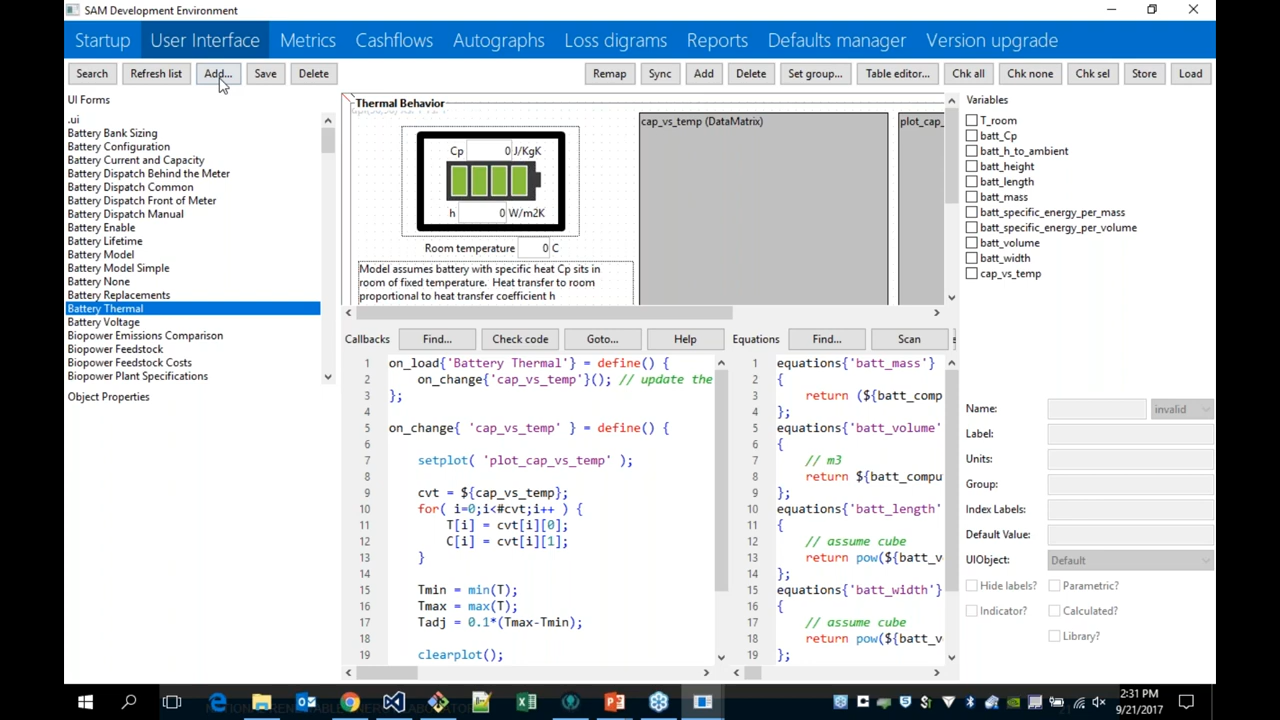 SAM Development Environment
Startup User Interface Metrics Cashflows Autographs Loss digrams Reports Defaults manager Version upgrade
Search Refresh list Add... Save Delete Remap Sync Add Delete Set group... Table editor... Chk all Chk none Chk sel Store Load
UI Forms
.ui
Battery Bank Sizing
Battery Configuration
Battery Current and Capacity
Battery Dispatch Behind the Meter
Battery Dispatch Common
Battery Dispatch Front of Meter
Battery Dispatch Manual
Battery Enable
Battery Lifetime
Battery Model
Battery Model Simple
Battery None
Battery Replacements
Battery Thermal
Battery Voltage
Biopower Emissions Comparison
Biopower Feedstock
Biopower Feedstock Costs
Biopower Plant Specifications
Object Properties
Thermal Behavior
Cp 0 J/KgK
h 0 W/m2K
Room temperature 0 C
Model assumes battery with specific heat Cp sits in
room of fixed temperature. Heat transfer to room
proportional to heat transfer coefficient h
cap_vs_temp (DataMatrix)
plot_cap_
Callbacks Find... Check code Goto... Help
1 on_load{'Battery Thermal'} = define() {
2 on_change{'cap_vs_temp'}(); // update the
3 };
4
5 on_change{ 'cap_vs_temp' } = define() {
6
7 setplot( 'plot_cap_vs_temp' );
8
9 cvt = ${cap_vs_temp};
10 for( i=0;i<#cvt;i++ ) {
11 T[i] = cvt[i][0];
12 C[i] = cvt[i][1];
13 }
14
15 Tmin = min(T);
16 Tmax = max(T);
17 Tadj = 0.1*(Tmax-Tmin);
18
19 clearplot();
Equations Find... Scan
1 equations{'batt_mass'}
2 {
3 return (${batt_comp
4 };
5 equations{'batt_volume'
6 {
7 // m3
8 return ${batt_compu
9 };
10 equations{'batt_length'
11 {
12 // assume cube
13 return pow(${batt_v
14 };
15 equations{'batt_width'
16 {
17 // assume cube
18 return pow(${batt_v
19 };
Variables
T_room
batt_Cp
batt_h_to_ambient
batt_height
batt_length
batt_mass
batt_specific_energy_per_mass
batt_specific_energy_per_volume
batt_volume
batt_width
cap_vs_temp
Name: invalid
Label:
Units:
Group:
Index Labels:
Default Value:
UIObject: Default
Hide labels? Parametric?
Indicator? Calculated?
Library?
2:31 PM
9/21/2017